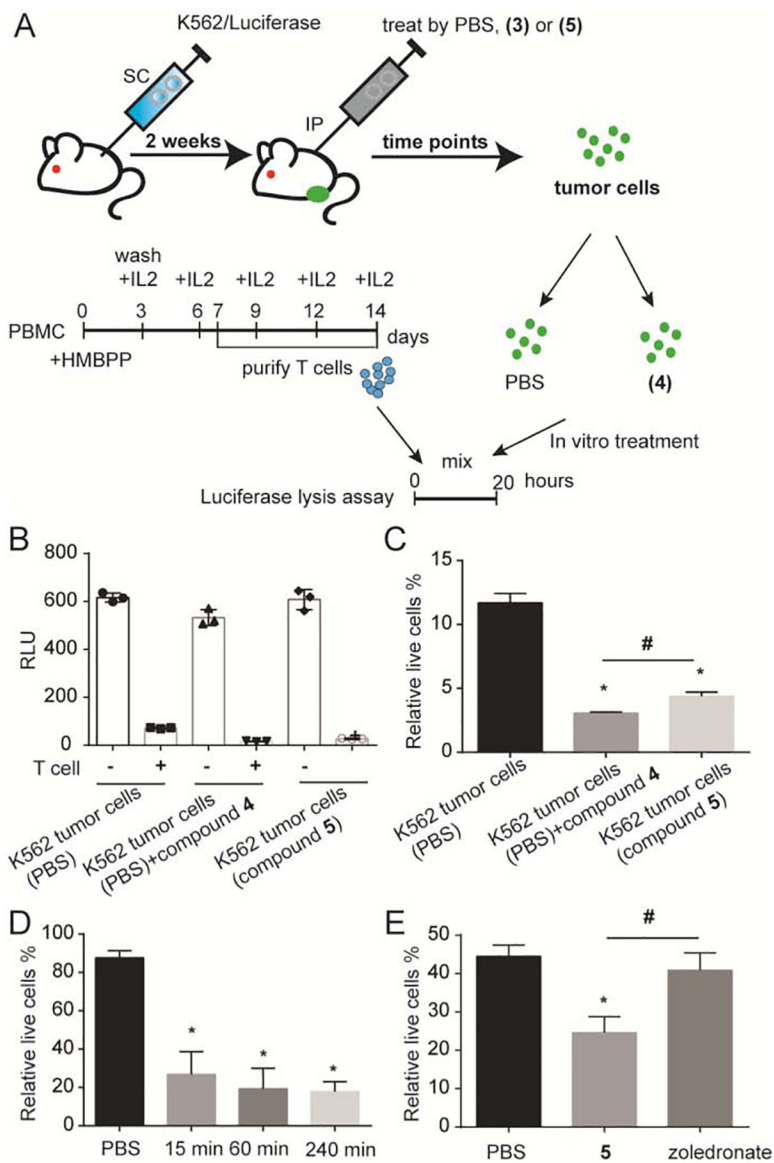 A
K562/Luciferase
treat by PBS, (3) or (5)
SC
IP
2 weeks
time points
tumor cells
wash
+IL2 +IL2 +IL2 +IL2 +IL2
0 3 6 7 9 12 14
PBMC
days
+HMBPP
purify T cells
PBS
(4)
In vitro treatment
mix
0 20 hours
Luciferase lysis assay
B
800
600
400
200
0
RLU
T cell - + - + - +
K562 tumor cells
(PBS)
K562 tumor cells
(PBS)+compound 4
K562 tumor cells
(compound 5)
C
15
10
5
0
Relative live cells %
#
* *
K562 tumor cells
(PBS)
K562 tumor cells
(PBS)+compound 4
K562 tumor cells
(compound 5)
D
100
80
60
40
20
0
Relative live cells %
* * *
PBS 15 min 60 min 240 min
E
50
40
30
20
10
0
Relative live cells %
#
*
PBS 5 zoledronate